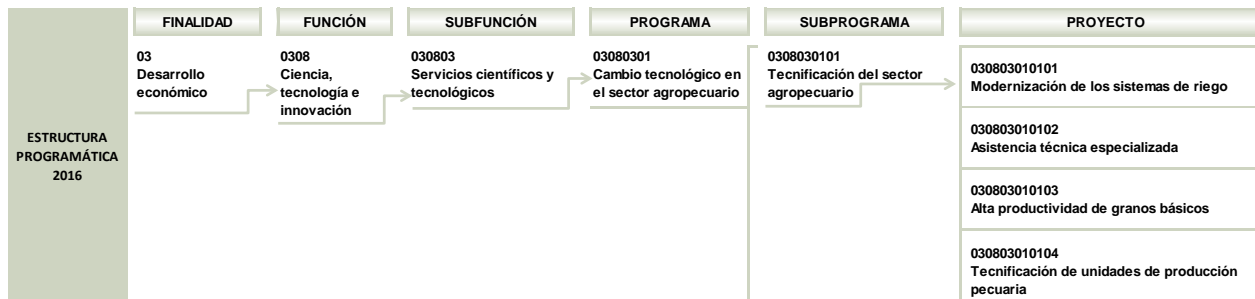 FINALIDAD
FUNCIÓN
SUBFUNCIÓN
PROGRAMA
SUBPROGRAMA
PROYECTO
ESTRUCTURA
PROGRAMÁTICA
2016
03
Desarrollo
económico
0308
Ciencia,
tecnología e
innovación
030803
Servicios científicos y
tecnológicos
03080301
Cambio tecnológico en
el sector agropecuario
0308030101
Tecnificación del sector
agropecuario
030803010101
Modernización de los sistemas de riego
030803010102
Asistencia técnica especializada
030803010103
Alta productividad de granos básicos
030803010104
Tecnificación de unidades de producción
pecuaria